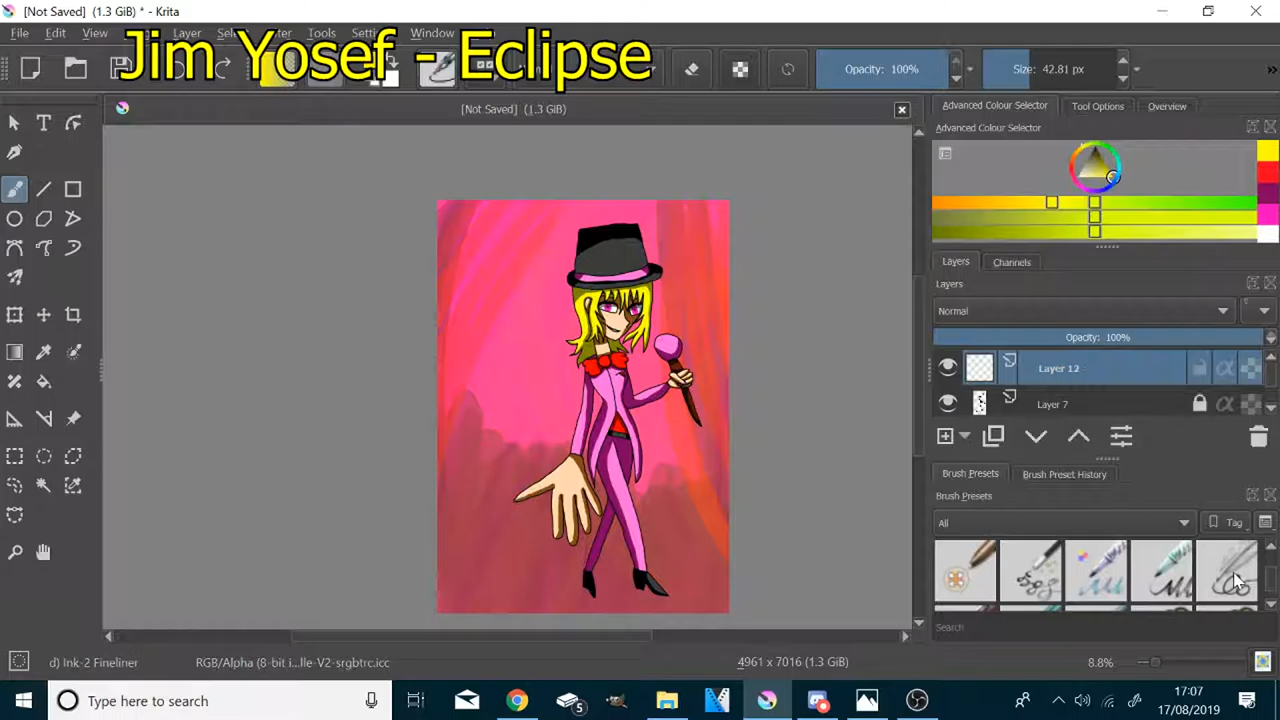 [Not Saved] (1.3 GiB) * - Krita
File Edit View Layer Tools Window
Jim Yosef - Eclipse
Opacity: 100% Size: 42.81 px
[Not Saved] (1.3 GiB)
Advanced Colour Selector Tool Options Overview
Advanced Colour Selector
Layers Channels
Layers
Normal
Opacity: 100%
Layer 12
Layer 7
Brush Presets Brush Preset History
Brush Presets
All Tag
Search
d) Ink-2 Fineliner RGB/Alpha (8-bit i...lle-V2-srgbtrc.icc 4961 x 7016 (1.3 GiB) 8.8%
Type here to search
5
17:07
17/08/2019